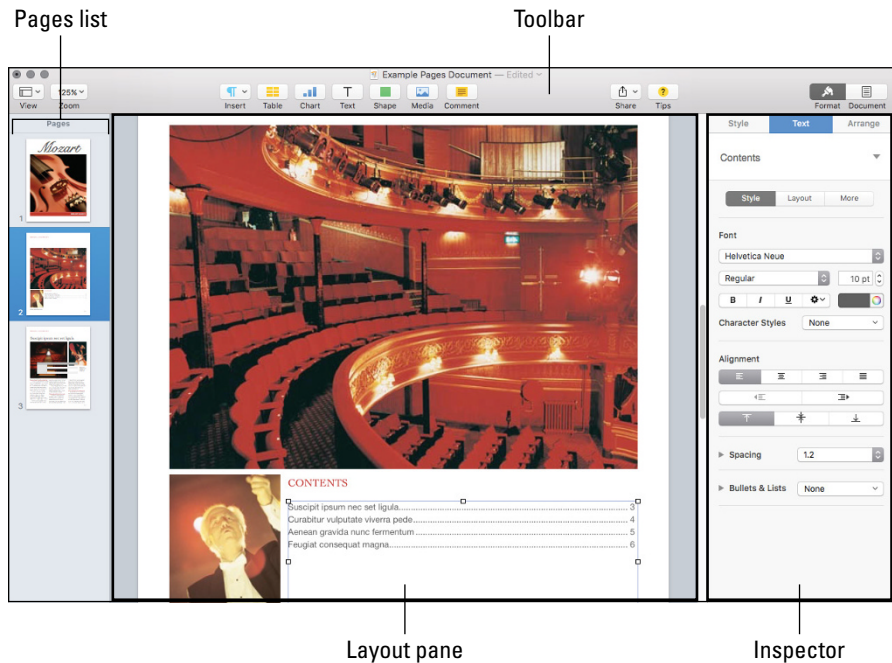 Pages list
Toolbar
Example Pages Document — Edited
125%
View
Zoom
Insert
Table
Chart
T
Text
Shape
Media
Comment
Share
?
Tips
Format
Document
Pages
Mozart
1
2
3
Style
Text
Arrange
Contents
Style
Layout
More
Font
Helvetica Neue
Regular
10 pt
B I U
Character Styles
None
Alignment
Spacing
1.2
Bullets & Lists
None
CONTENTS
Suscipit ipsum nec set ligula.................................................................. 3
Curabitur vulputate viverra pede............................................................ 4
Aenean gravida nunc fermentum............................................................ 5
Feugiat consequat magna...................................................................... 6
Layout pane
Inspector